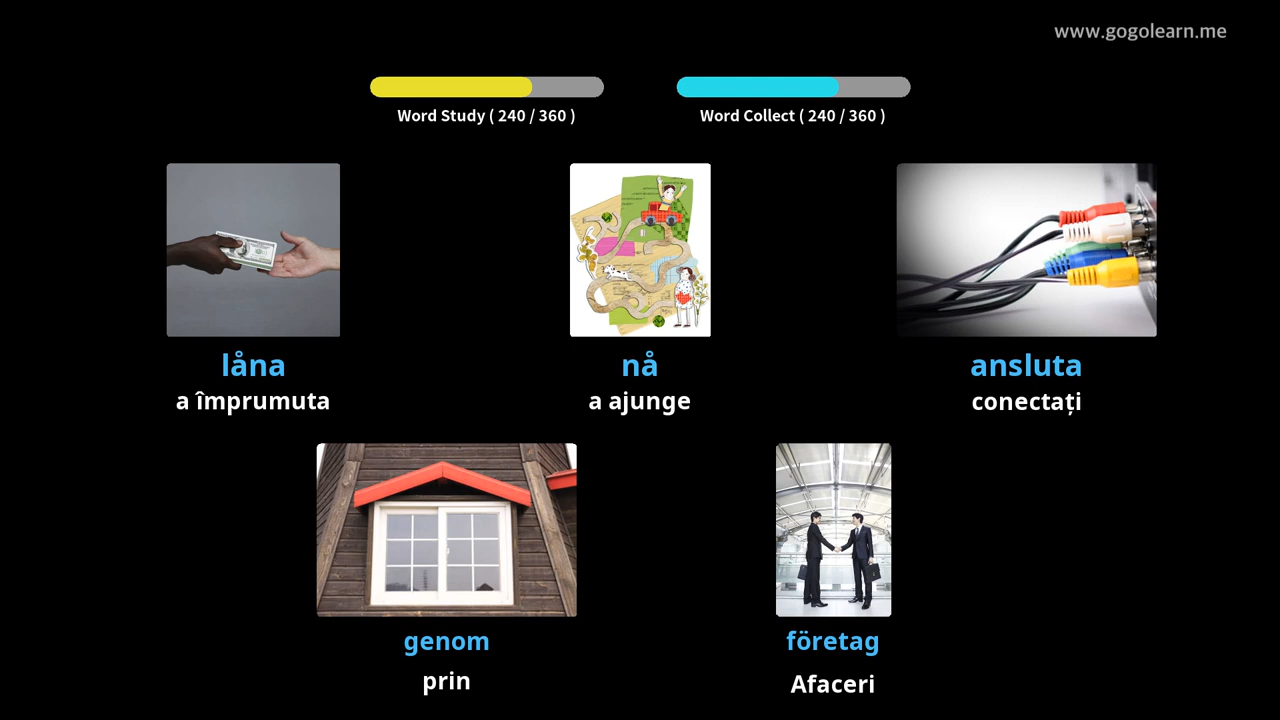 www.gogolearn.me
Word Study ( 240 / 360 )
Word Collect ( 240 / 360 )
låna
a împrumuta
nå
a ajunge
ansluta
conectați
genom
prin
företag
Afaceri